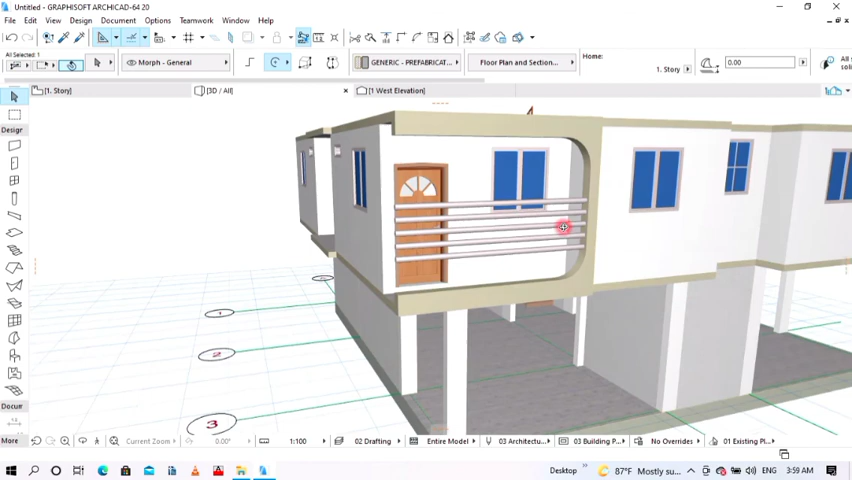 Untitled - GRAPHISOFT ARCHICAD-64 20
File Edit View Design Document Options Teamwork Window Help
All Selected: 1
Morph - General
GENERIC - PREFABRICAT...
Floor Plan and Section...
Home:
1. Story
0.00
All
soli
[1. Story]
[3D / All]
[1 West Elevation]
Design
1
2
3
Docur
More
Current Zoom
0.00°
1:100
02 Drafting
Entire Model
03 Architectu...
03 Building P...
No Overrides
01 Existing Pl...
Desktop
87°F Mostly su...
ENG
3:59 AM